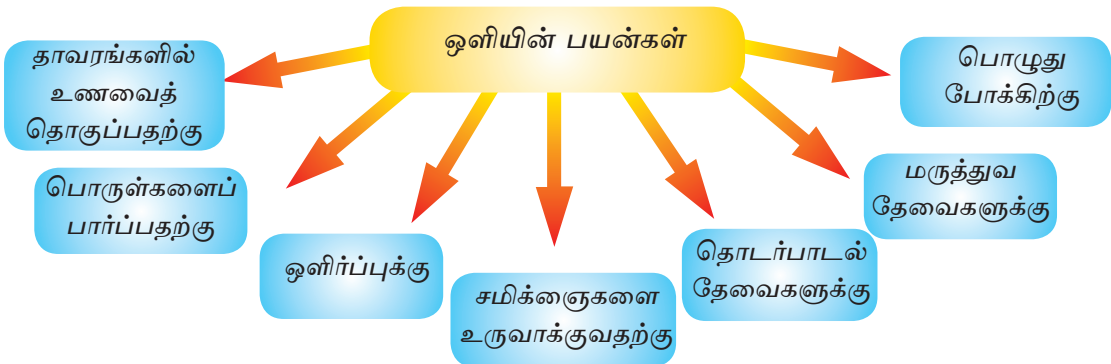 ஒளியின் பயன்கள்
தாவரங்களில்
உணவைத்
தொகுப்பதற்கு
பொருள்களைப்
பார்ப்பதற்கு
ஒளிர்ப்புக்கு
சமிக்ஞைகளை
உருவாக்குவதற்கு
தொடர்பாடல்
தேவைகளுக்கு
மருத்துவ
தேவைகளுக்கு
பொழுது
போக்கிற்கு